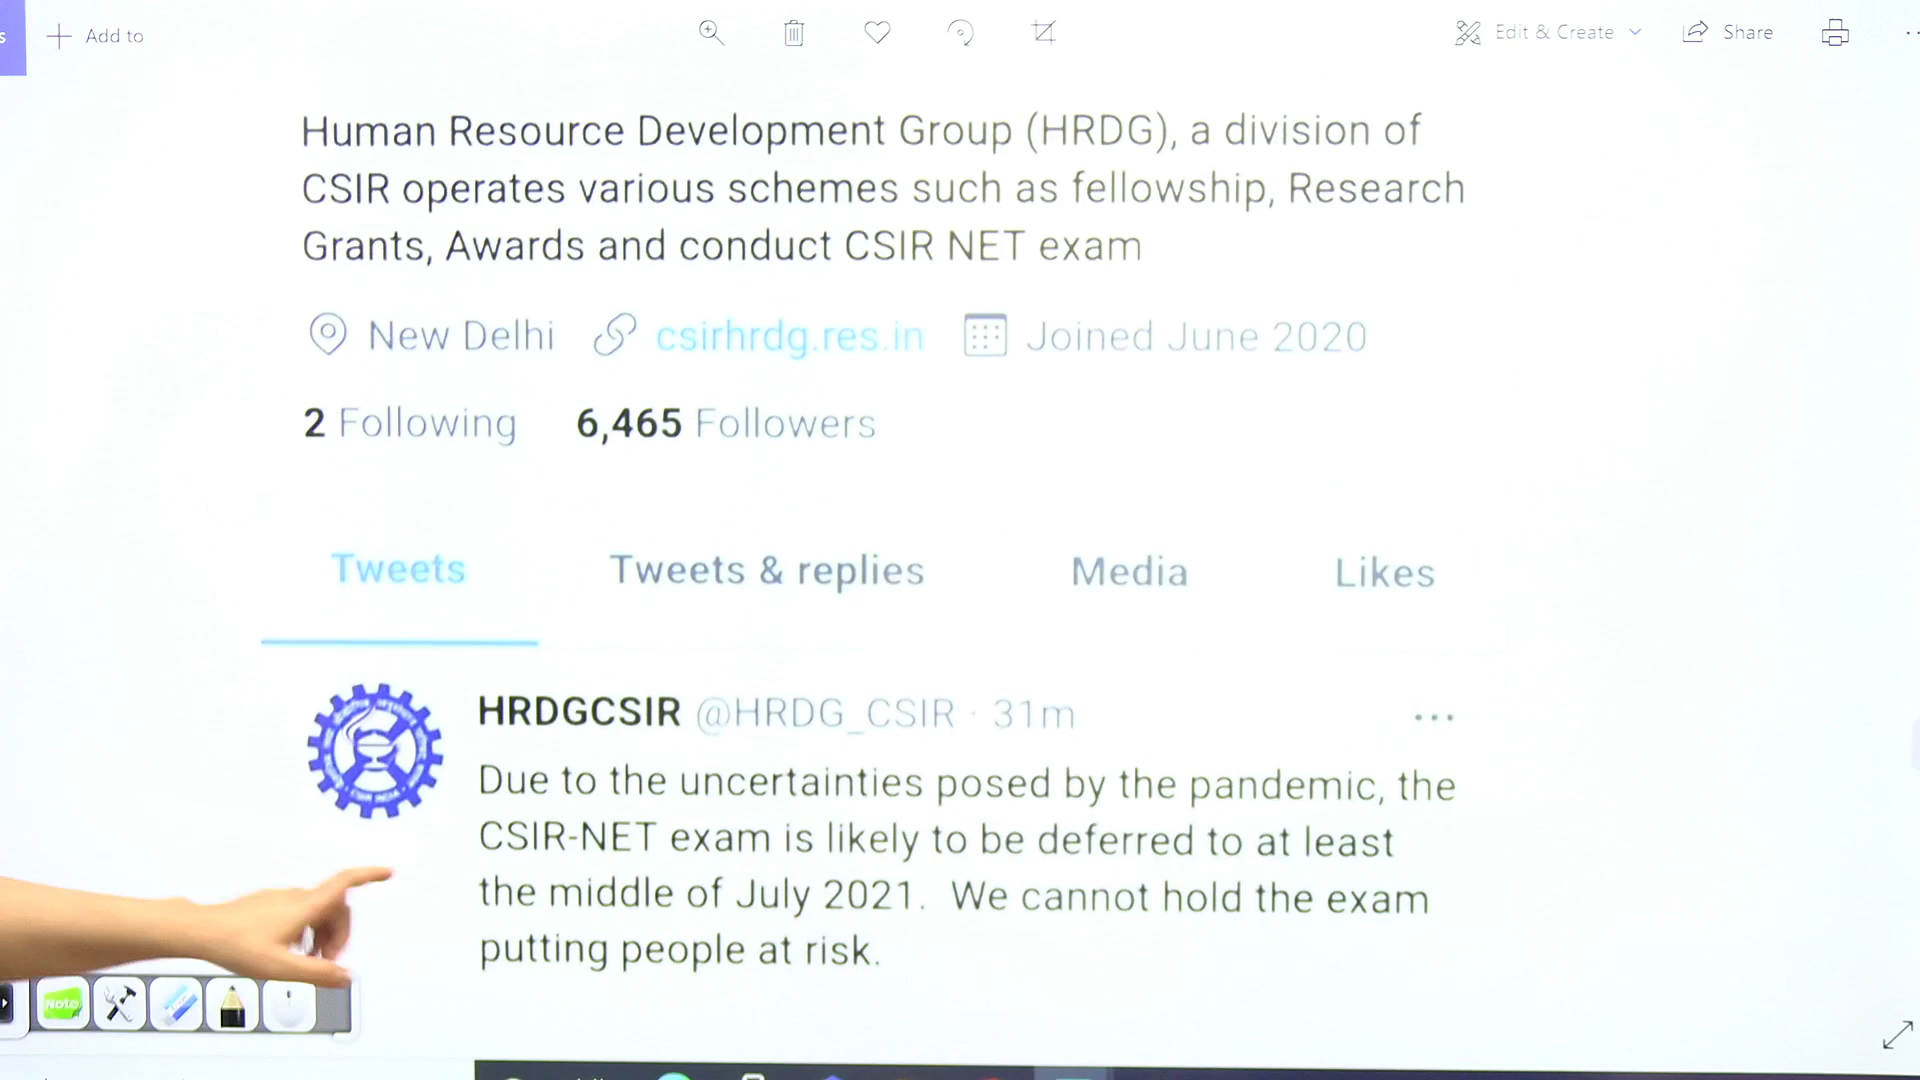 s
Add to
Edit & Create
Share
Human Resource Development Group (HRDG), a division of
CSIR operates various schemes such as fellowship, Research
Grants, Awards and conduct CSIR NET exam
New Delhi csirhrdg.res.in Joined June 2020
2 Following 6,465 Followers
Tweets Tweets & replies Media Likes
HRDGCSIR @HRDG_CSIR · 31m
Due to the uncertainties posed by the pandemic, the
CSIR-NET exam is likely to be deferred to at least
the middle of July 2021. We cannot hold the exam
putting people at risk.
Note